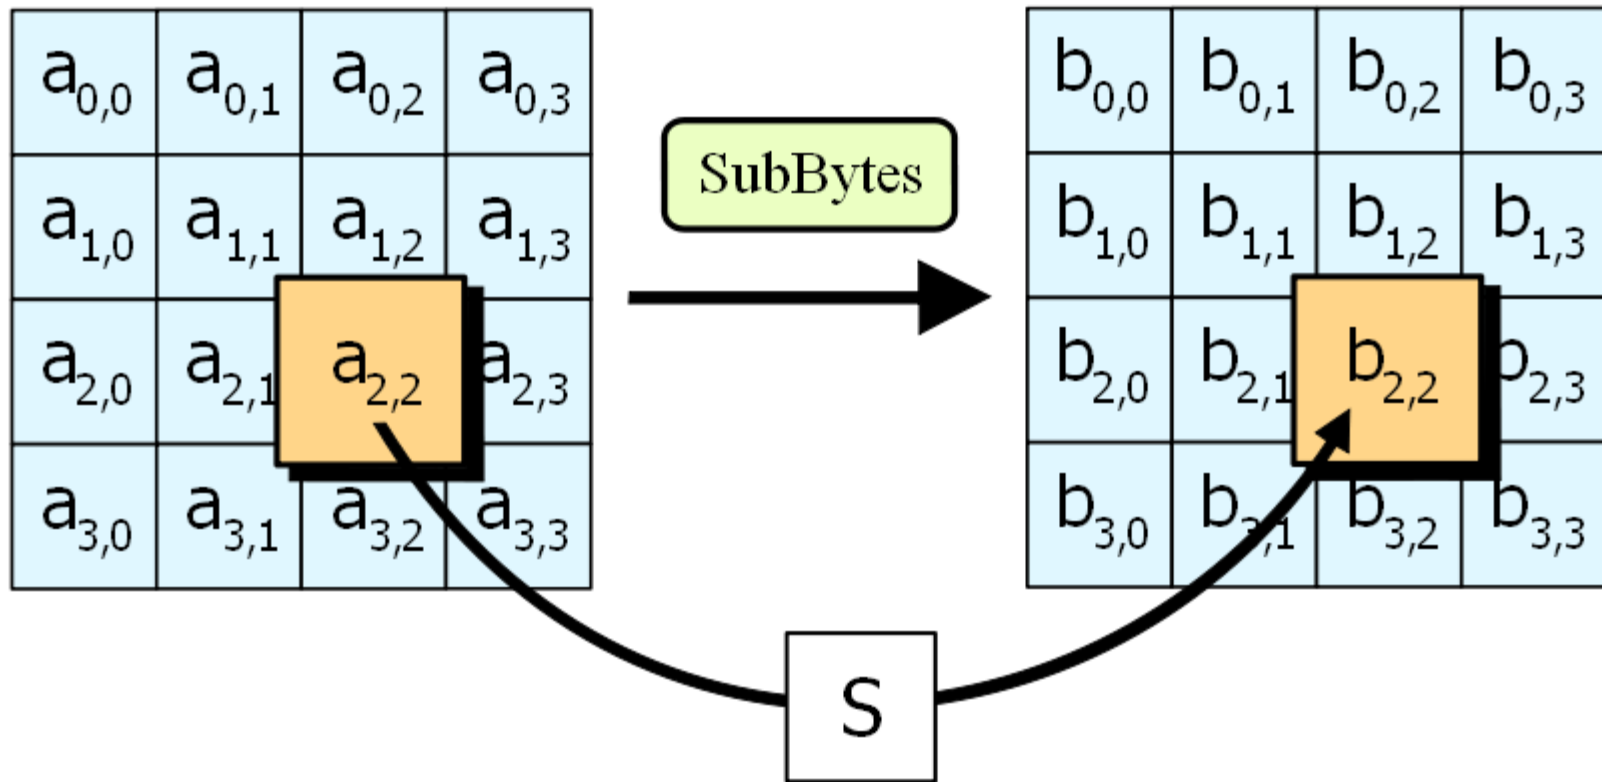 a0,0 a0,1 a0,2 a0,3
a1,0 a1,1 a1,2 a1,3
a2,0 a2,1 a2,2 a2,3
a3,0 a3,1 a3,2 a3,3
SubBytes
b0,0 b0,1 b0,2 b0,3
b1,0 b1,1 b1,2 b1,3
b2,0 b2,1 b2,2 b2,3
b3,0 b3,1 b3,2 b3,3
S